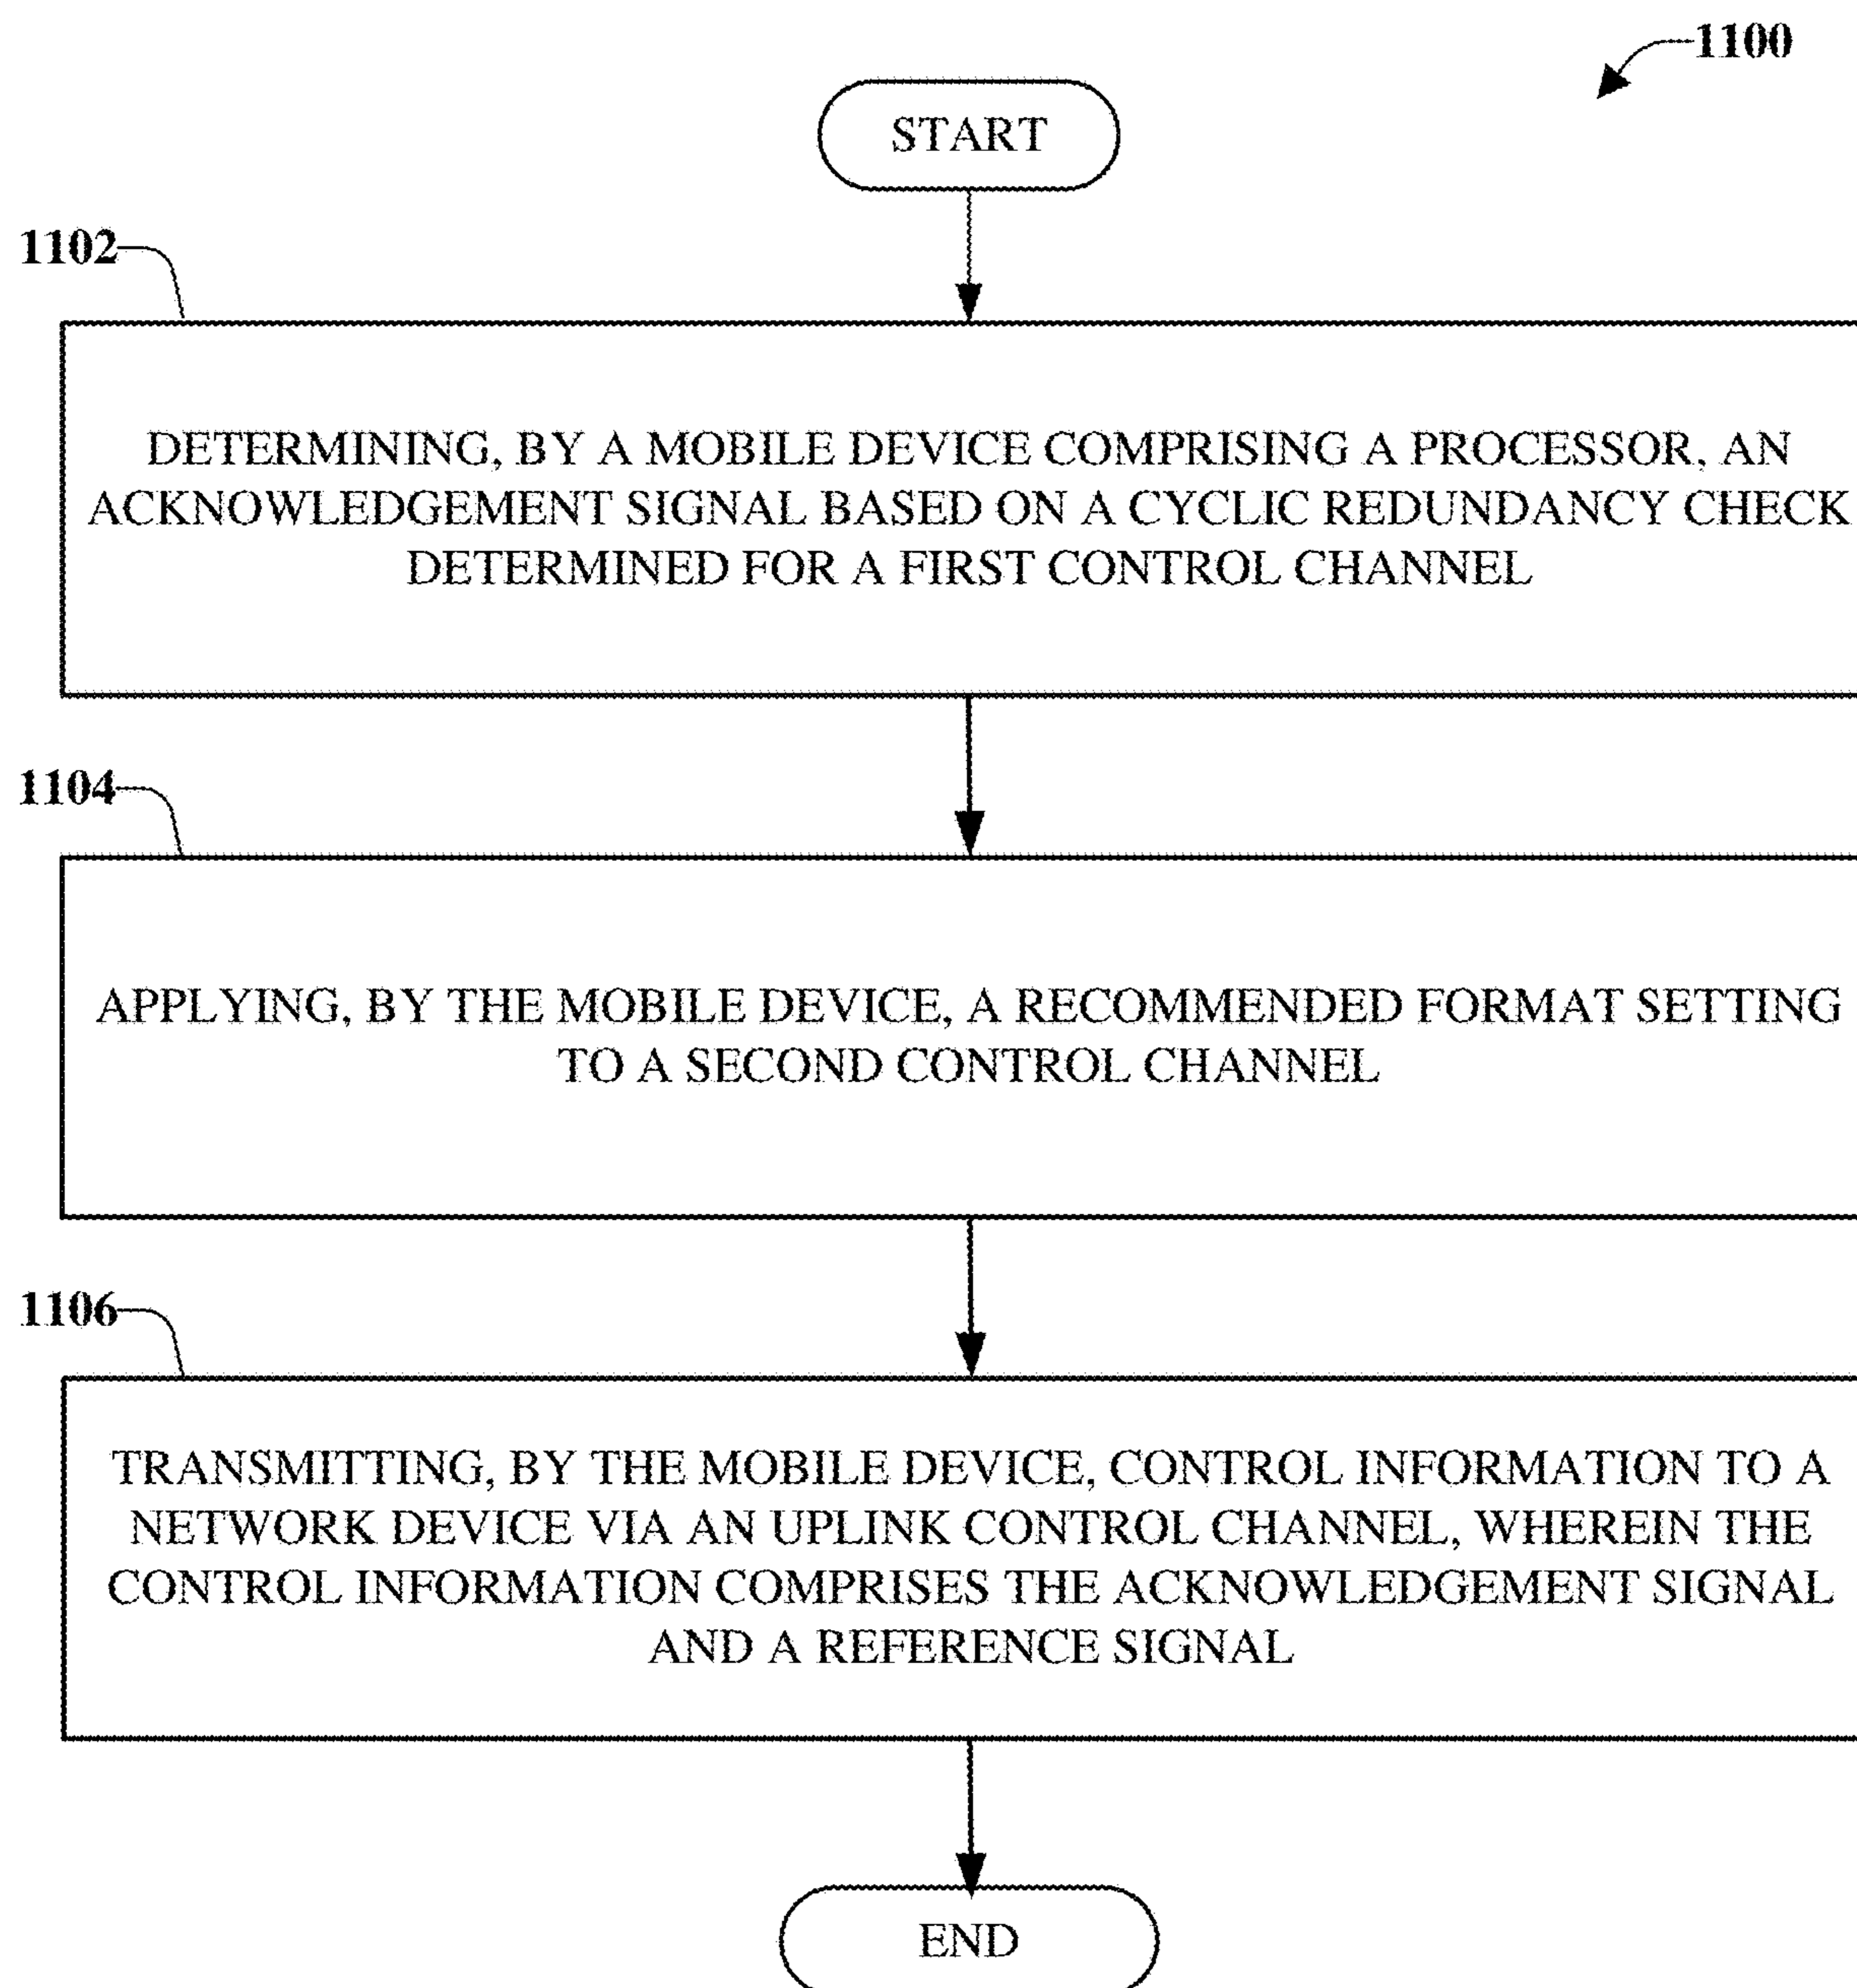 1100
START
1102
DETERMINING, BY A MOBILE DEVICE COMPRISING A PROCESSOR, AN
ACKNOWLEDGEMENT SIGNAL BASED ON A CYCLIC REDUNDANCY CHECK
DETERMINED FOR A FIRST CONTROL CHANNEL
1104
APPLYING, BY THE MOBILE DEVICE, A RECOMMENDED FORMAT SETTING
TO A SECOND CONTROL CHANNEL
1106
TRANSMITTING, BY THE MOBILE DEVICE, CONTROL INFORMATION TO A
NETWORK DEVICE VIA AN UPLINK CONTROL CHANNEL, WHEREIN THE
CONTROL INFORMATION COMPRISES THE ACKNOWLEDGEMENT SIGNAL
AND A REFERENCE SIGNAL
END